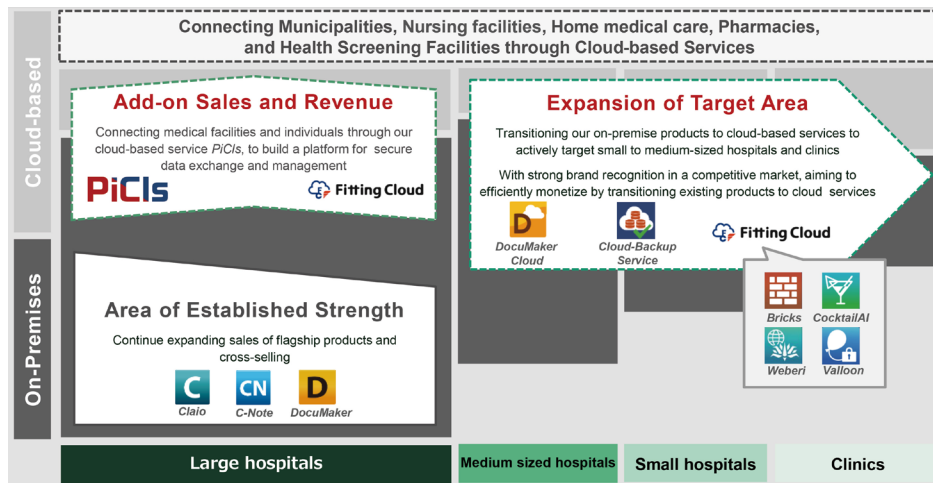 Connecting Municipalities, Nursing facilities, Home medical care, Pharmacies,
and Health Screening Facilities through Cloud-based Services
Cloud-based
Add-on Sales and Revenue
Connecting medical facilities and individuals through our
cloud-based service PiCls, to build a platform for secure
data exchange and management
PiCls
Fitting Cloud
Expansion of Target Area
Transitioning our on-premise products to cloud-based services to
actively target small to medium-sized hospitals and clinics
With strong brand recognition in a competitive market, aiming to
efficiently monetize by transitioning existing products to cloud services
D
DocuMaker
Cloud
Cloud-Backup
Service
Fitting Cloud
Bricks
CocktailAI
Weberi
Valloon
On-Premises
Area of Established Strength
Continue expanding sales of flagship products and
cross-selling
C
Claio
CN
C-Note
D
DocuMaker
Large hospitals
Medium sized hospitals
Small hospitals
Clinics